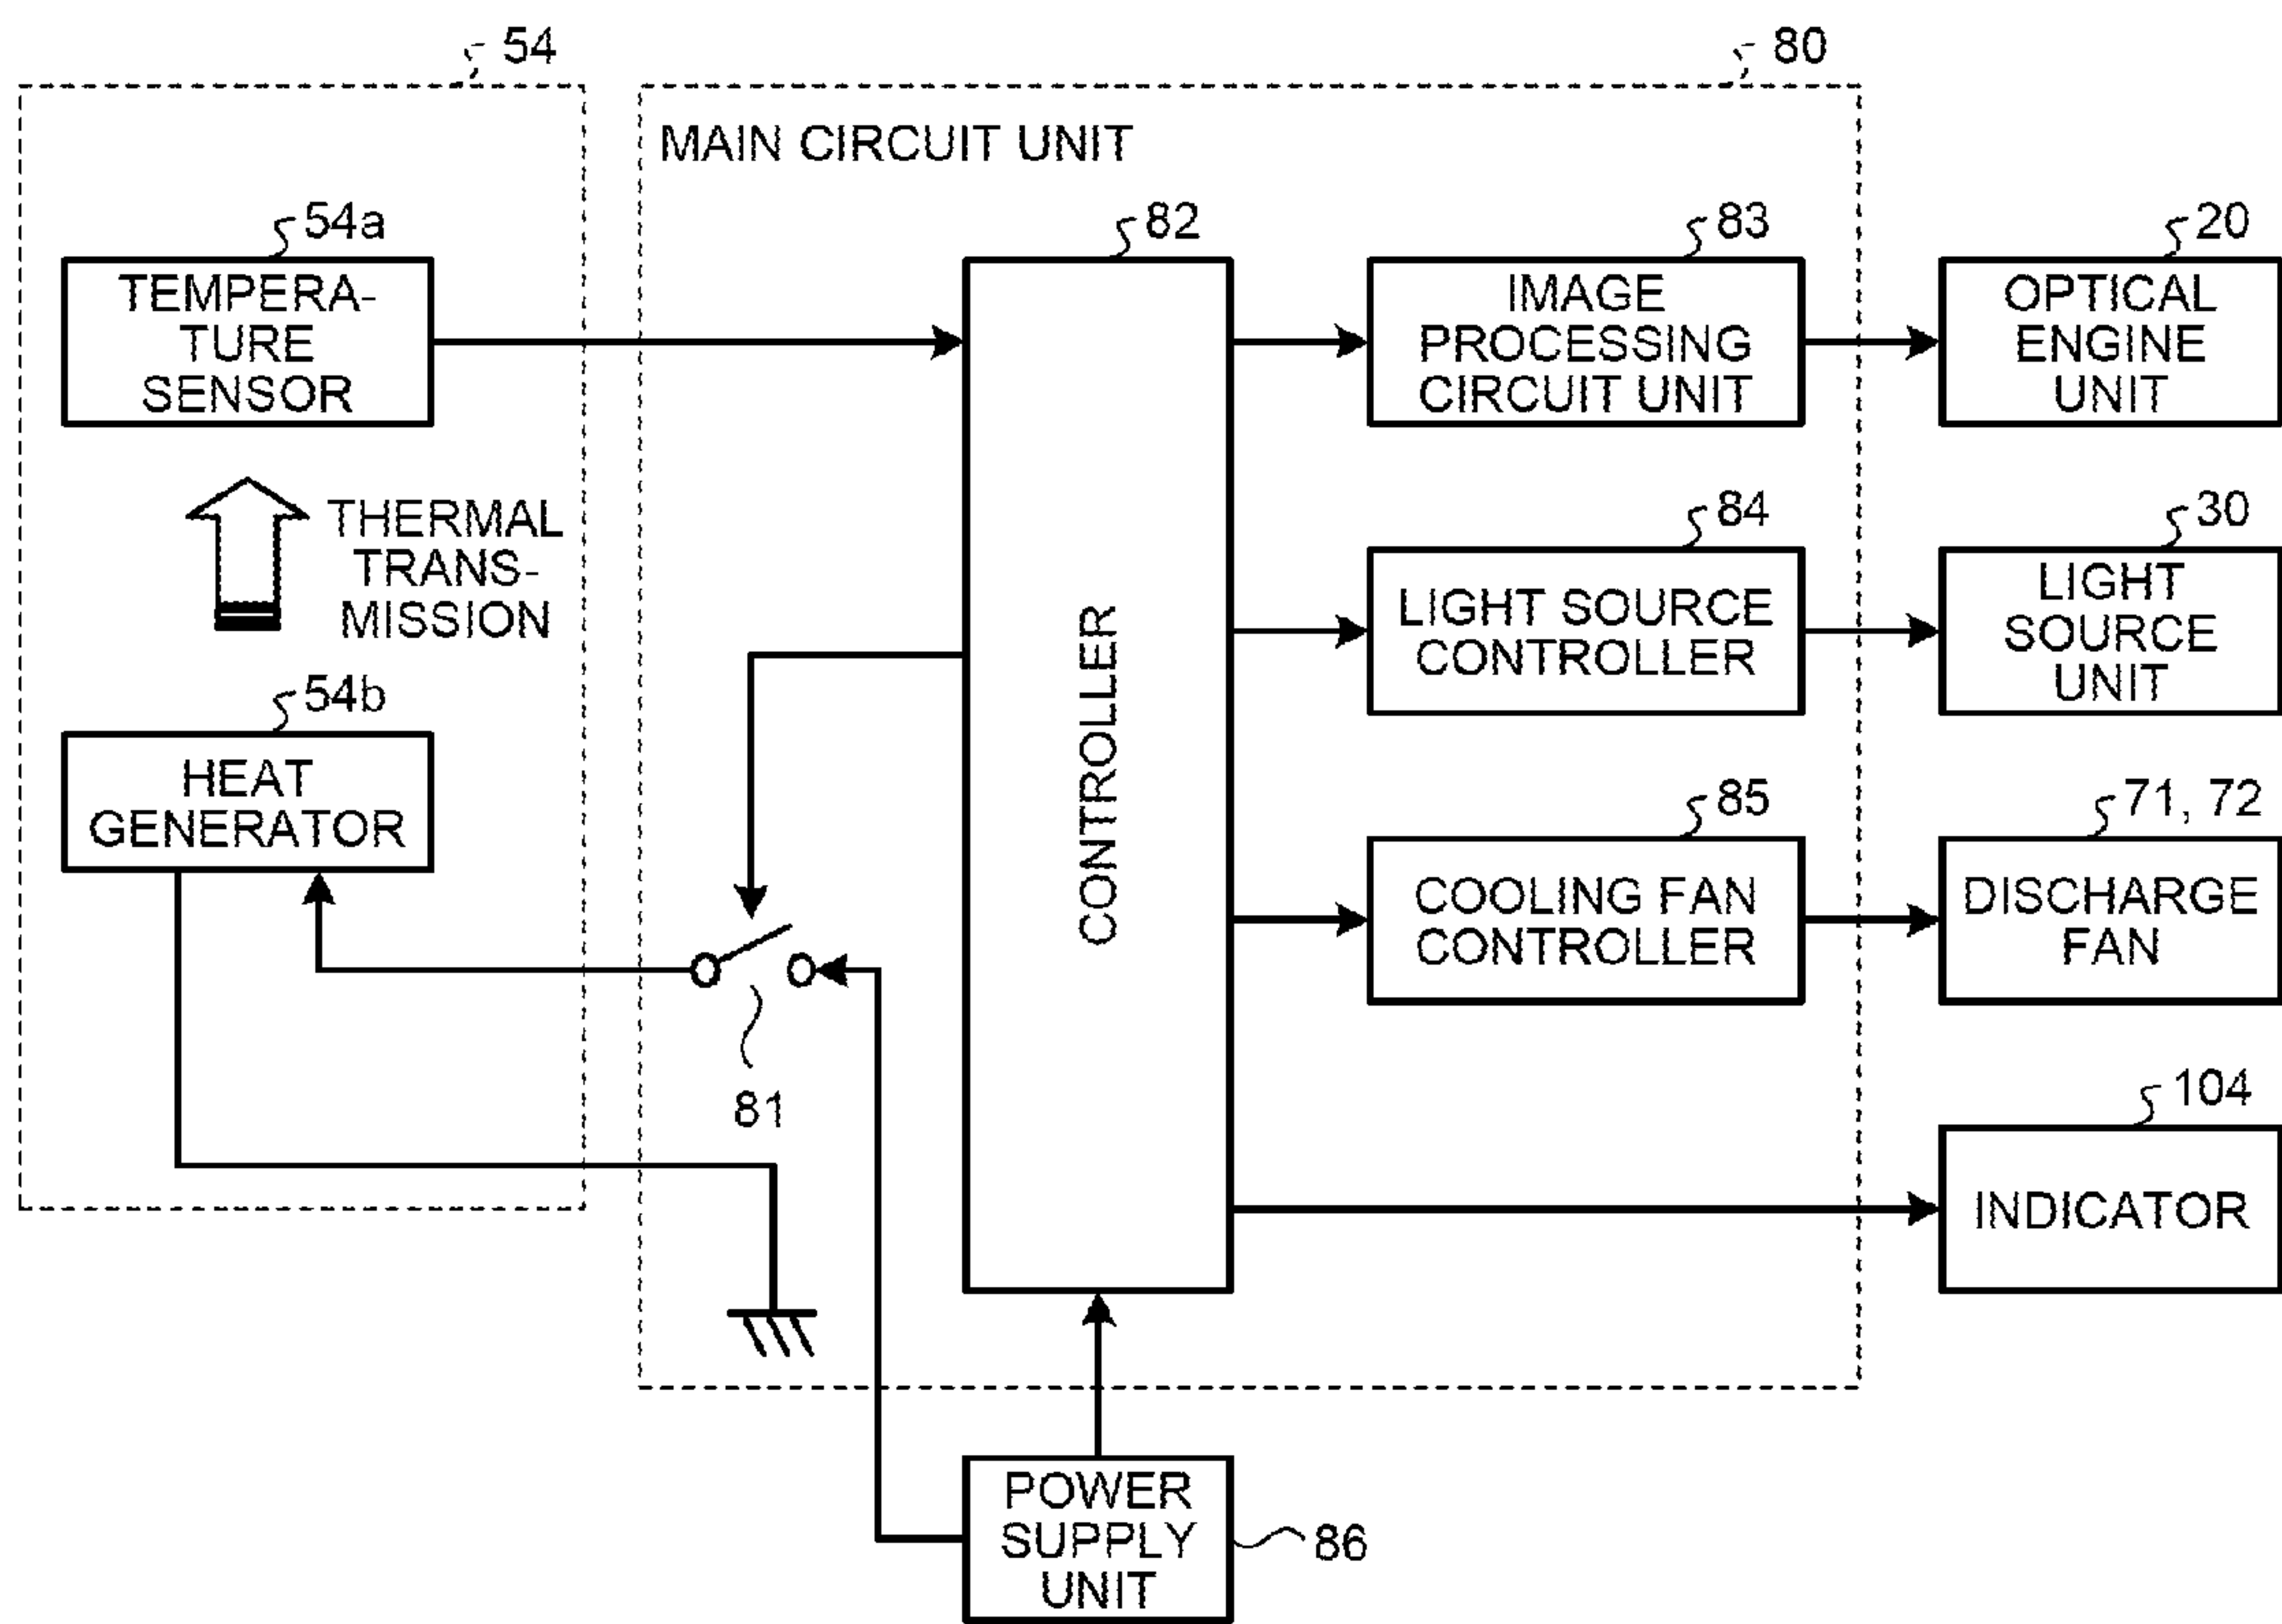 54
80
MAIN CIRCUIT UNIT
54a
TEMPERA-
TURE
SENSOR
THERMAL
TRANS-
MISSION
54b
HEAT
GENERATOR
81
82
CONTROLLER
83
IMAGE
PROCESSING
CIRCUIT UNIT
84
LIGHT SOURCE
CONTROLLER
85
COOLING FAN
CONTROLLER
20
OPTICAL
ENGINE
UNIT
30
LIGHT
SOURCE
UNIT
71, 72
DISCHARGE
FAN
104
INDICATOR
POWER
SUPPLY
UNIT
86